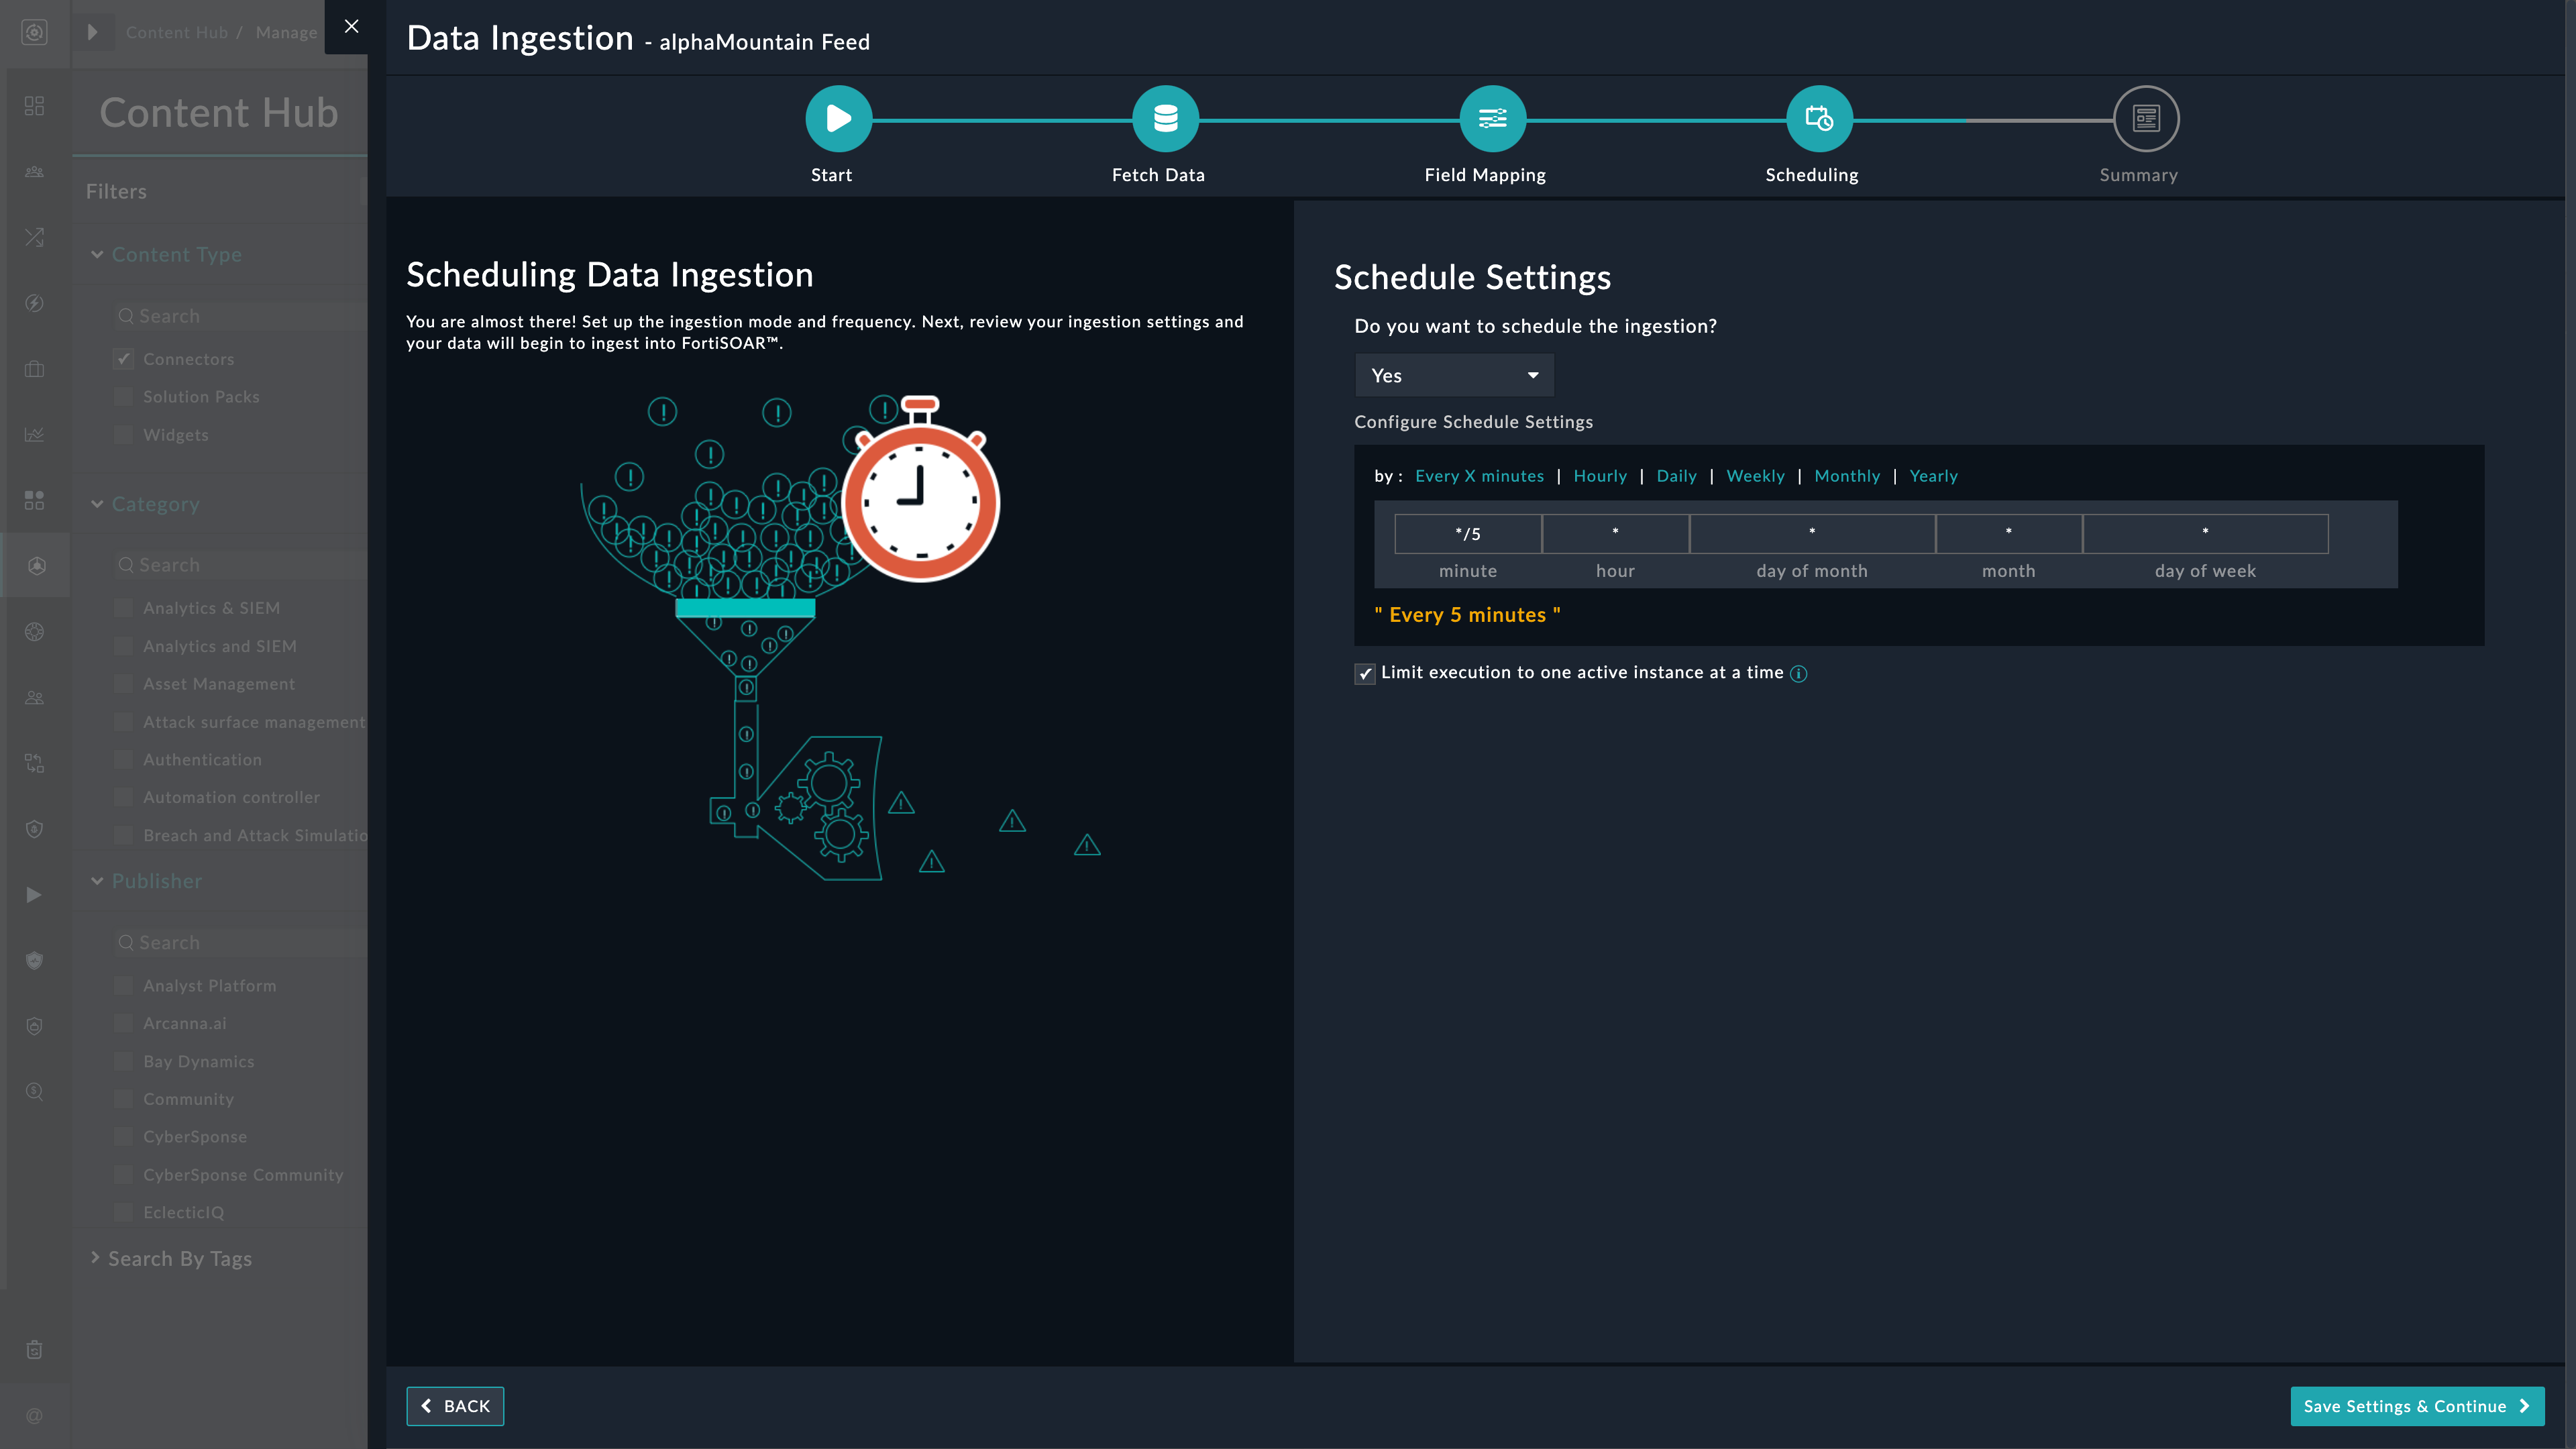 Content Hub / Manage
Content Hub
Filters
Content Type
Search
Connectors
Solution Packs
Widgets
Category
Search
Analytics & SIEM
Analytics and SIEM
Asset Management
Attack surface management
Authentication
Automation controller
Breach and Attack Simulatio
Publisher
Search
Analyst Platform
Arcanna.ai
Bay Dynamics
Community
CyberSponse
CyberSponse Community
EclecticIQ
Search By Tags
Data Ingestion - alphaMountain Feed
Start
Fetch Data
Field Mapping
Scheduling
Summary
Scheduling Data Ingestion
You are almost there! Set up the ingestion mode and frequency. Next, review your ingestion settings and
your data will begin to ingest into FortiSOAR™.
Schedule Settings
Do you want to schedule the ingestion?
Yes
Configure Schedule Settings
by : Every X minutes | Hourly | Daily | Weekly | Monthly | Yearly
*/5 * * * *
minute hour day of month month day of week
" Every 5 minutes "
Limit execution to one active instance at a time
BACK
Save Settings & Continue